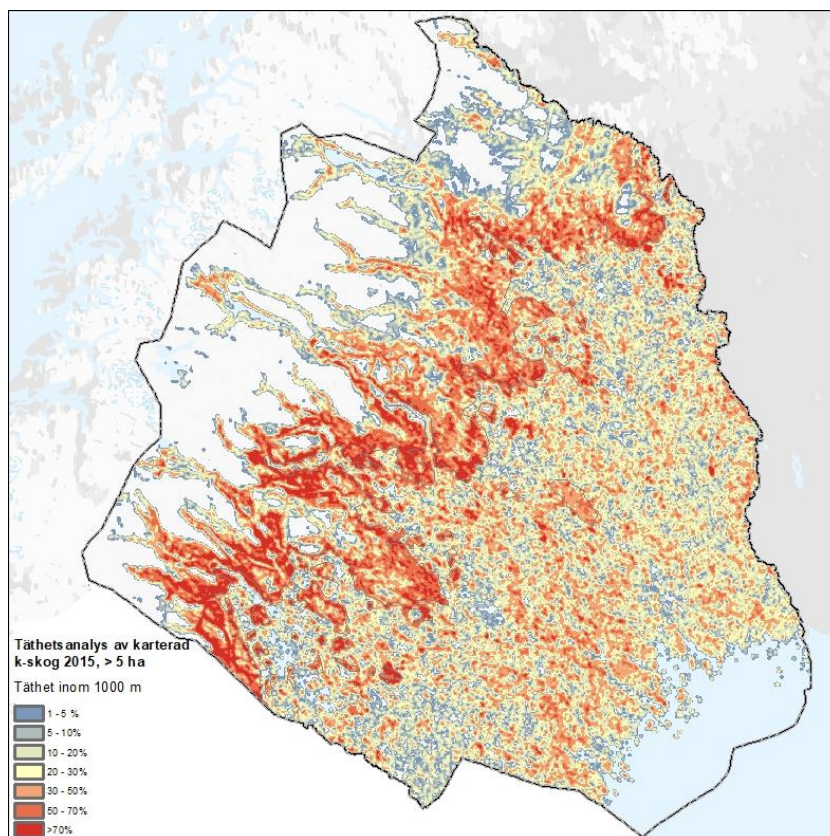 Täthetsanalys av karterad
k-skog 2015, > 5 ha
Täthet inom 1000 m
1 - 5 %
5 - 10%
10 - 20%
20 - 30%
30 - 50%
50 - 70%
>70%